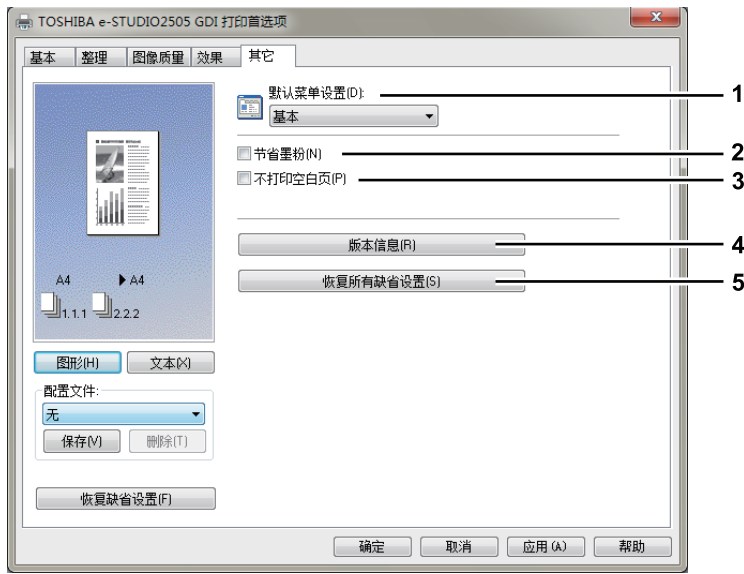 TOSHIBA e-STUDIO2505 GDI 打印首选项
基本 整理 图像质量 效果 其它
默认菜单设置(D): 1
基本
节省墨粉(N) 2
不打印空白页(P) 3
版本信息(R) 4
恢复所有缺省设置(S) 5
A4 A4
1.1.1 2.2.2
图形(H) 文本(X)
配置文件:
无
保存(V) 删除(T)
恢复缺省设置(F)
确定 取消 应用(A) 帮助